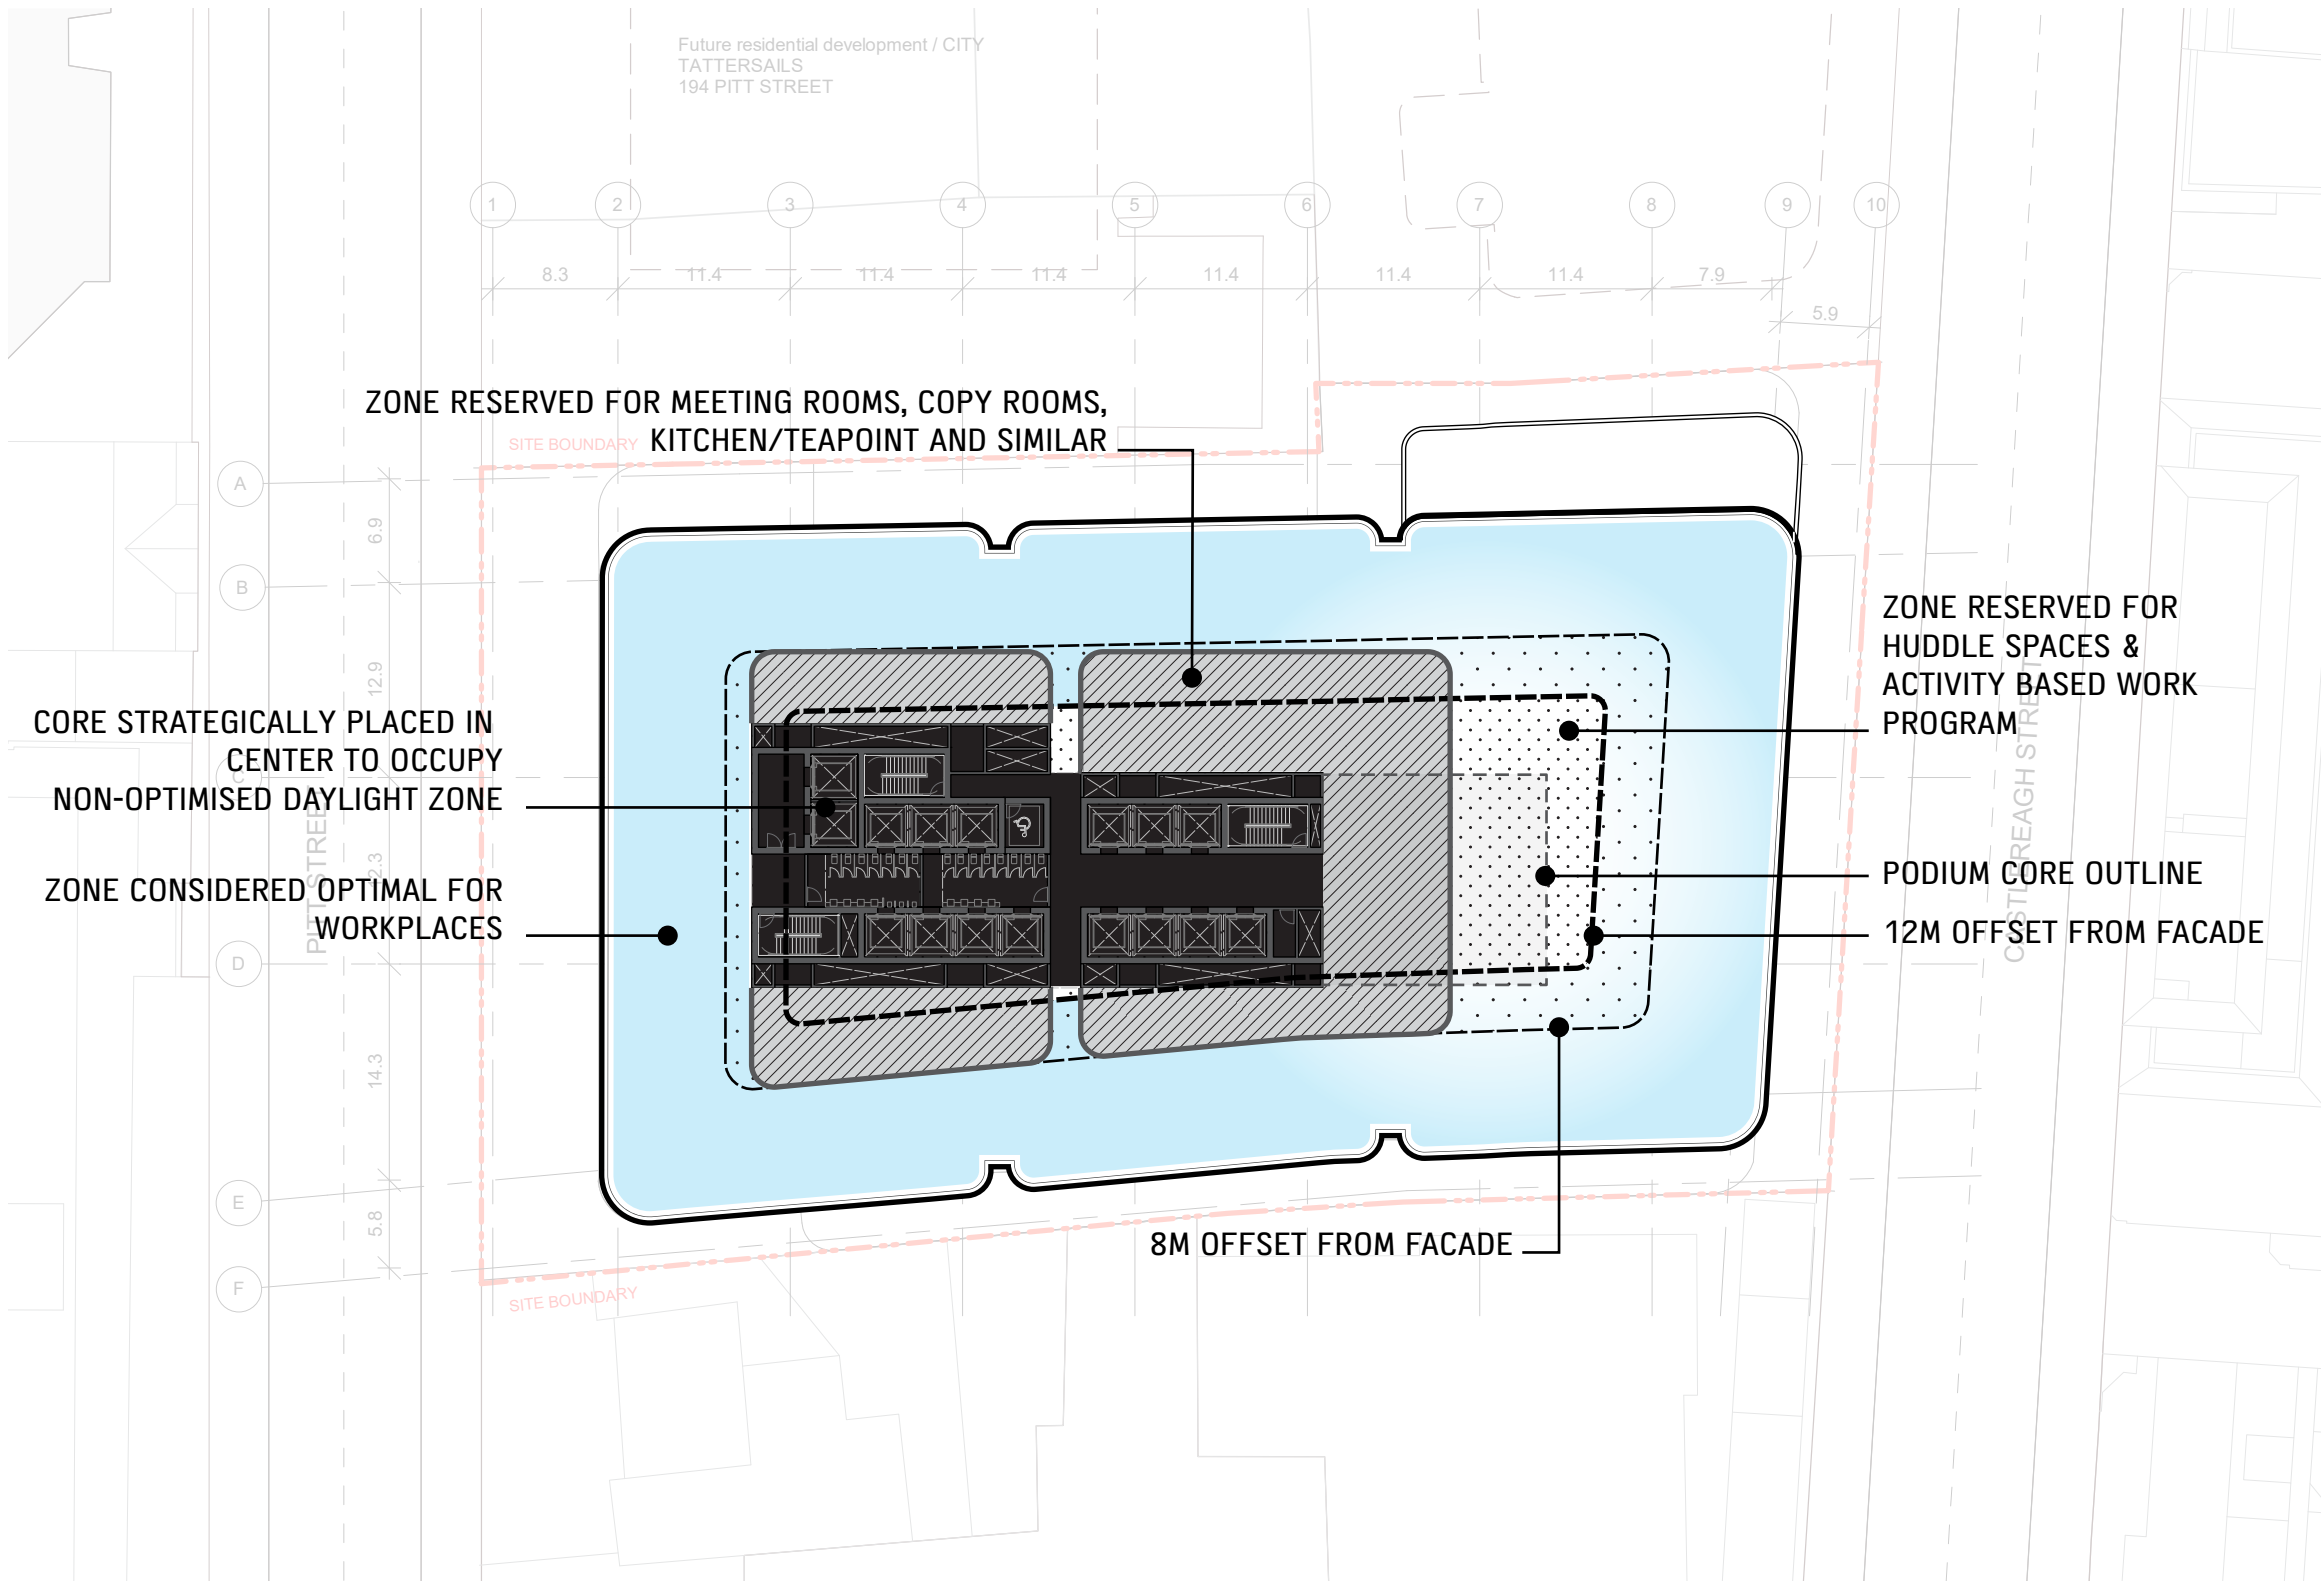 Future residential development / CITY
TATTERSAILS
194 PITT STREET
1
2
3
4
5
6
7
8
9
10
8.3
11.4
11.4
11.4
11.4
11.4
11.4
7.9
5.9
ZONE RESERVED FOR MEETING ROOMS, COPY ROOMS,
KITCHEN/TEAPOINT AND SIMILAR
SITE BOUNDARY
A
B
C
D
E
F
6.9
12.9
12.3
14.3
5.8
CORE STRATEGICALLY PLACED IN
CENTER TO OCCUPY
NON-OPTIMISED DAYLIGHT ZONE
ZONE CONSIDERED OPTIMAL FOR
WORKPLACES
PITT STREET
ZONE RESERVED FOR
HUDDLE SPACES &
ACTIVITY BASED WORK
PROGRAM
PODIUM CORE OUTLINE
12M OFFSET FROM FACADE
CASTLEREAGH STREET
8M OFFSET FROM FACADE
SITE BOUNDARY